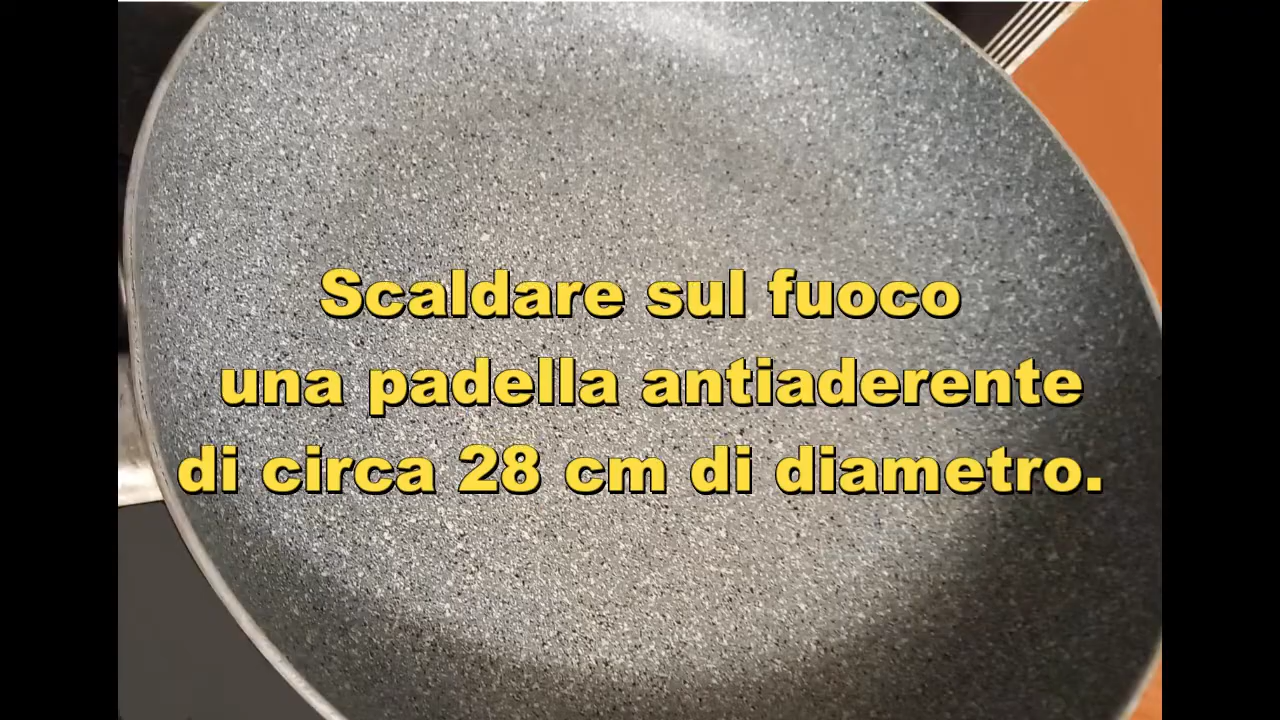 Scaldare sul fuoco
una padella antiaderente
di circa 28 cm di diametro.